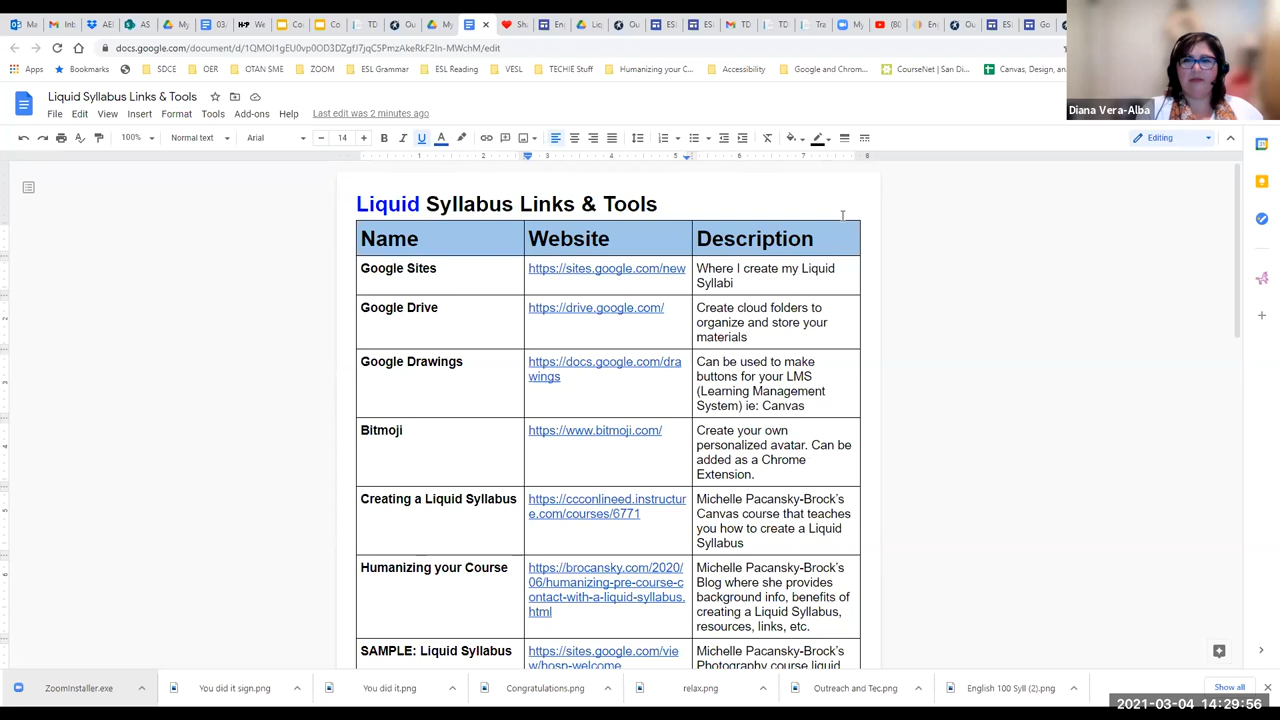 docs.google.com/document/d/1QMOI1gEU0vp0OD3DZgfJ7jqC5PmzAkeRkF2In-MWchM/edit
Apps Bookmarks SDCE OER OTAN SME ZOOM ESL Grammar ESL Reading VESL TECHIE Stuff Humanizing your C... Accessibility Google and Chrom... CourseNet | San Di... Canvas, Design, an...
Diana Vera-Alba
Liquid Syllabus Links & Tools
File Edit View Insert Format Tools Add-ons Help Last edit was 2 minutes ago
100% Normal text Arial 14 Editing
Liquid Syllabus Links & Tools
Name Website Description
Google Sites https://sites.google.com/new Where I create my Liquid
Syllabi
Google Drive https://drive.google.com/ Create cloud folders to
organize and store your
materials
Google Drawings https://docs.google.com/dra Can be used to make
wings buttons for your LMS
(Learning Management
System) ie: Canvas
Bitmoji https://www.bitmoji.com/ Create your own
personalized avatar. Can be
added as a Chrome
Extension.
Creating a Liquid Syllabus https://ccconlineed.instructur Michelle Pacansky-Brock's
e.com/courses/6771 Canvas course that teaches
you how to create a Liquid
Syllabus
Humanizing your Course https://brocansky.com/2020/ Michelle Pacansky-Brock's
06/humanizing-pre-course-c Blog where she provides
ontact-with-a-liquid-syllabus. background info, benefits of
html creating a Liquid Syllabus,
resources, links, etc.
SAMPLE: Liquid Syllabus https://sites.google.com/vie Michelle Pacansky-Brock's
w/hosp-welcome Photography course liquid
ZoomInstaller.exe You did it sign.png You did it.png Congratulations.png relax.png Outreach and Tec.png English 100 Syll (2).png Show all
2021-03-04 14:29:56